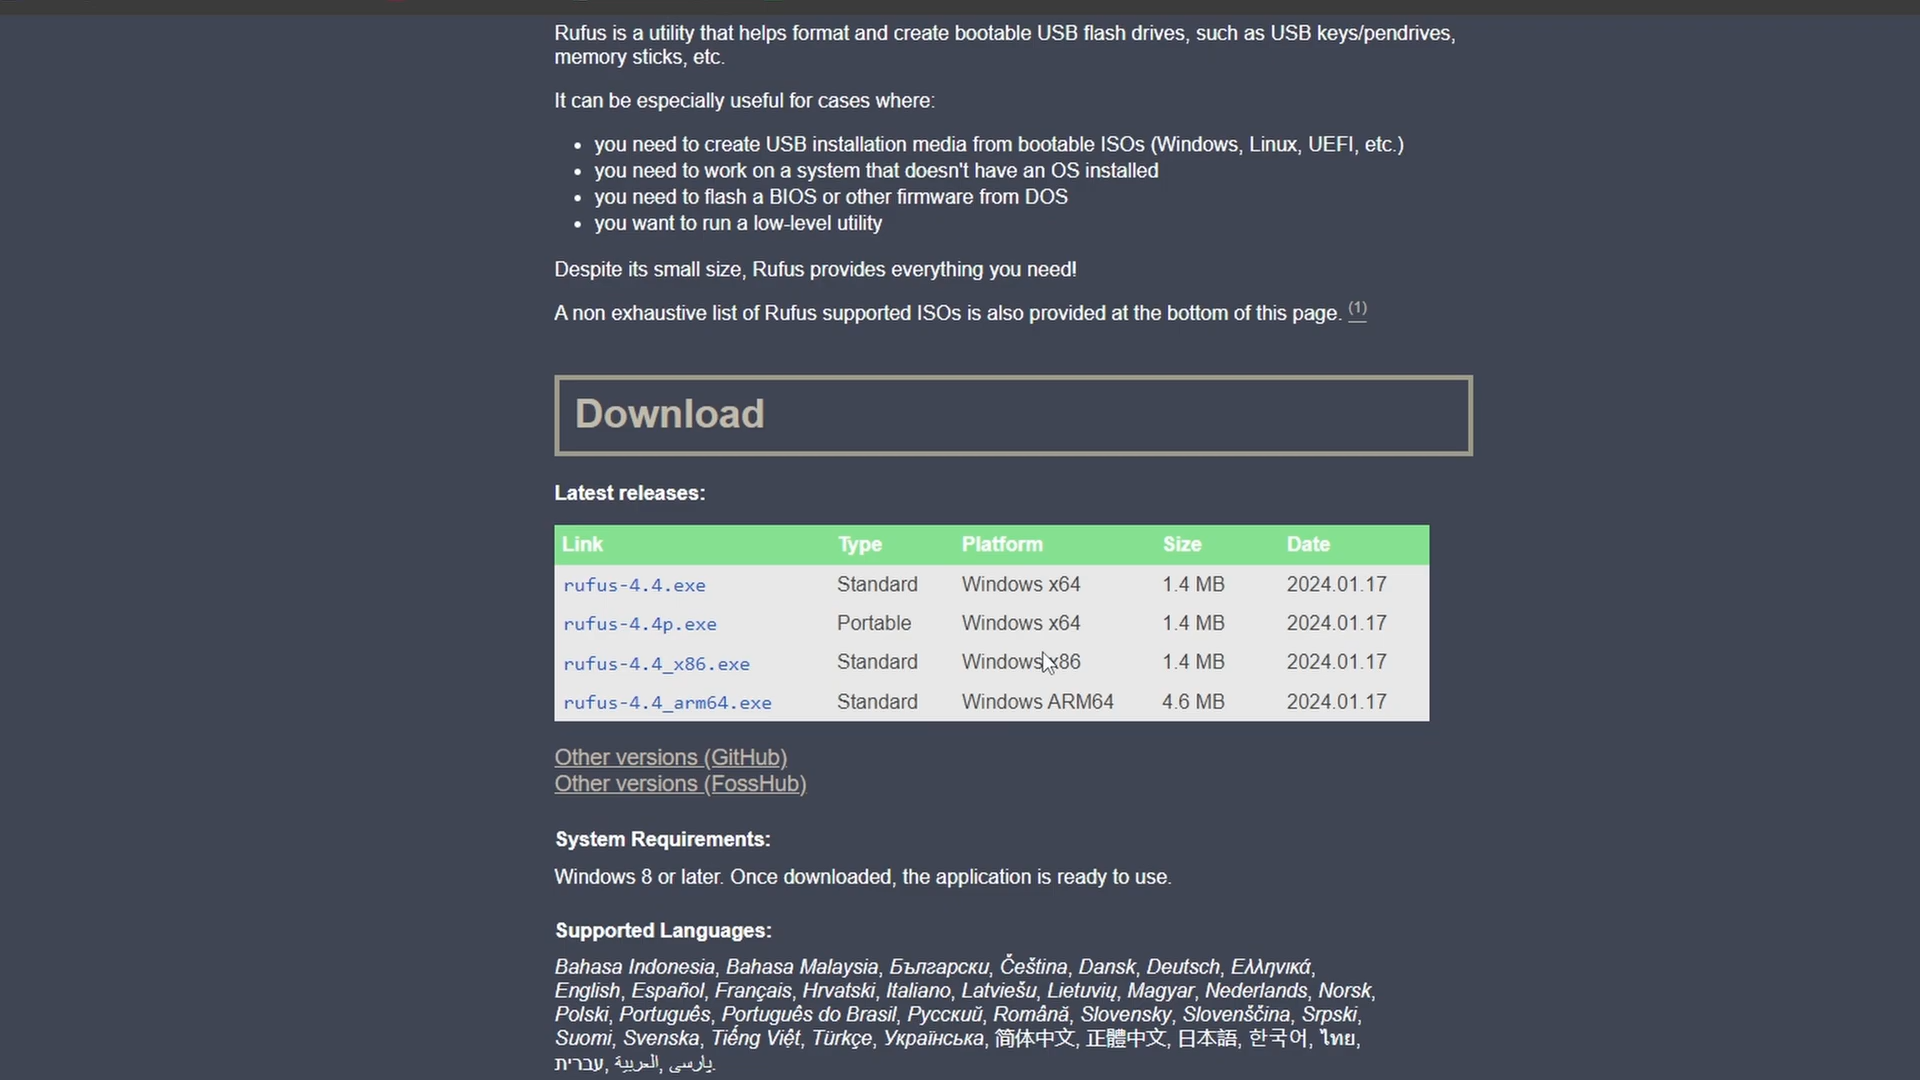 Rufus is a utility that helps format and create bootable USB flash drives, such as USB keys/pendrives,
memory sticks, etc.
It can be especially useful for cases where:
• you need to create USB installation media from bootable ISOs (Windows, Linux, UEFI, etc.)
• you need to work on a system that doesn't have an OS installed
• you need to flash a BIOS or other firmware from DOS
• you want to run a low-level utility
Despite its small size, Rufus provides everything you need!
A non exhaustive list of Rufus supported ISOs is also provided at the bottom of this page. (1)
Download
Latest releases:
Link Type Platform Size Date
rufus-4.4.exe Standard Windows x64 1.4 MB 2024.01.17
rufus-4.4p.exe Portable Windows x64 1.4 MB 2024.01.17
rufus-4.4_x86.exe Standard Windows x86 1.4 MB 2024.01.17
rufus-4.4_arm64.exe Standard Windows ARM64 4.6 MB 2024.01.17
Other versions (GitHub)
Other versions (FossHub)
System Requirements:
Windows 8 or later. Once downloaded, the application is ready to use.
Supported Languages:
Bahasa Indonesia, Bahasa Malaysia, Български, Čeština, Dansk, Deutsch, Ελληνικά,
English, Español, Français, Hrvatski, Italiano, Latviešu, Lietuvių, Magyar, Nederlands, Norsk,
Polski, Português, Português do Brasil, Русский, Română, Slovensky, Slovenščina, Srpski,
Suomi, Svenska, Tiếng Việt, Türkçe, Українська, 简体中文, 正體中文, 日本語, 한국어, ไทย,
עברית, العربية, پارسی.